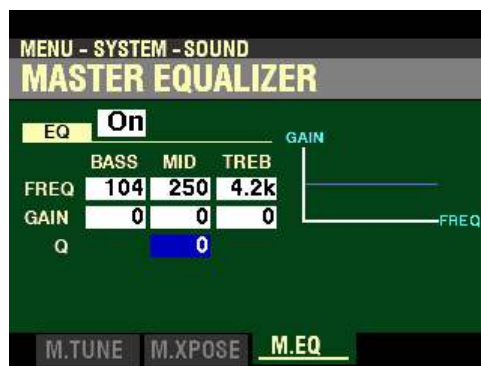 MENU - SYSTEM - SOUND
MASTER EQUALIZER
EQ On
GAIN
BASS MID TREB
FREQ 104 250 4.2k
GAIN 0 0 0
FREQ
Q 0
M.TUNE M.XPOSE M.EQ